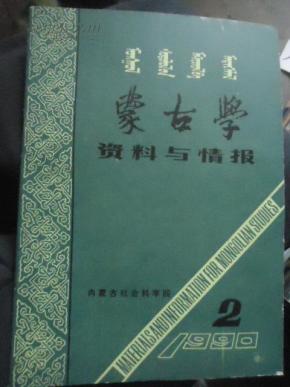 蒙古学
资料与情报
内蒙古社会科学院
MATERIALS AND INFORMATION FOR MONGOLIAN STUDIES
2
1990